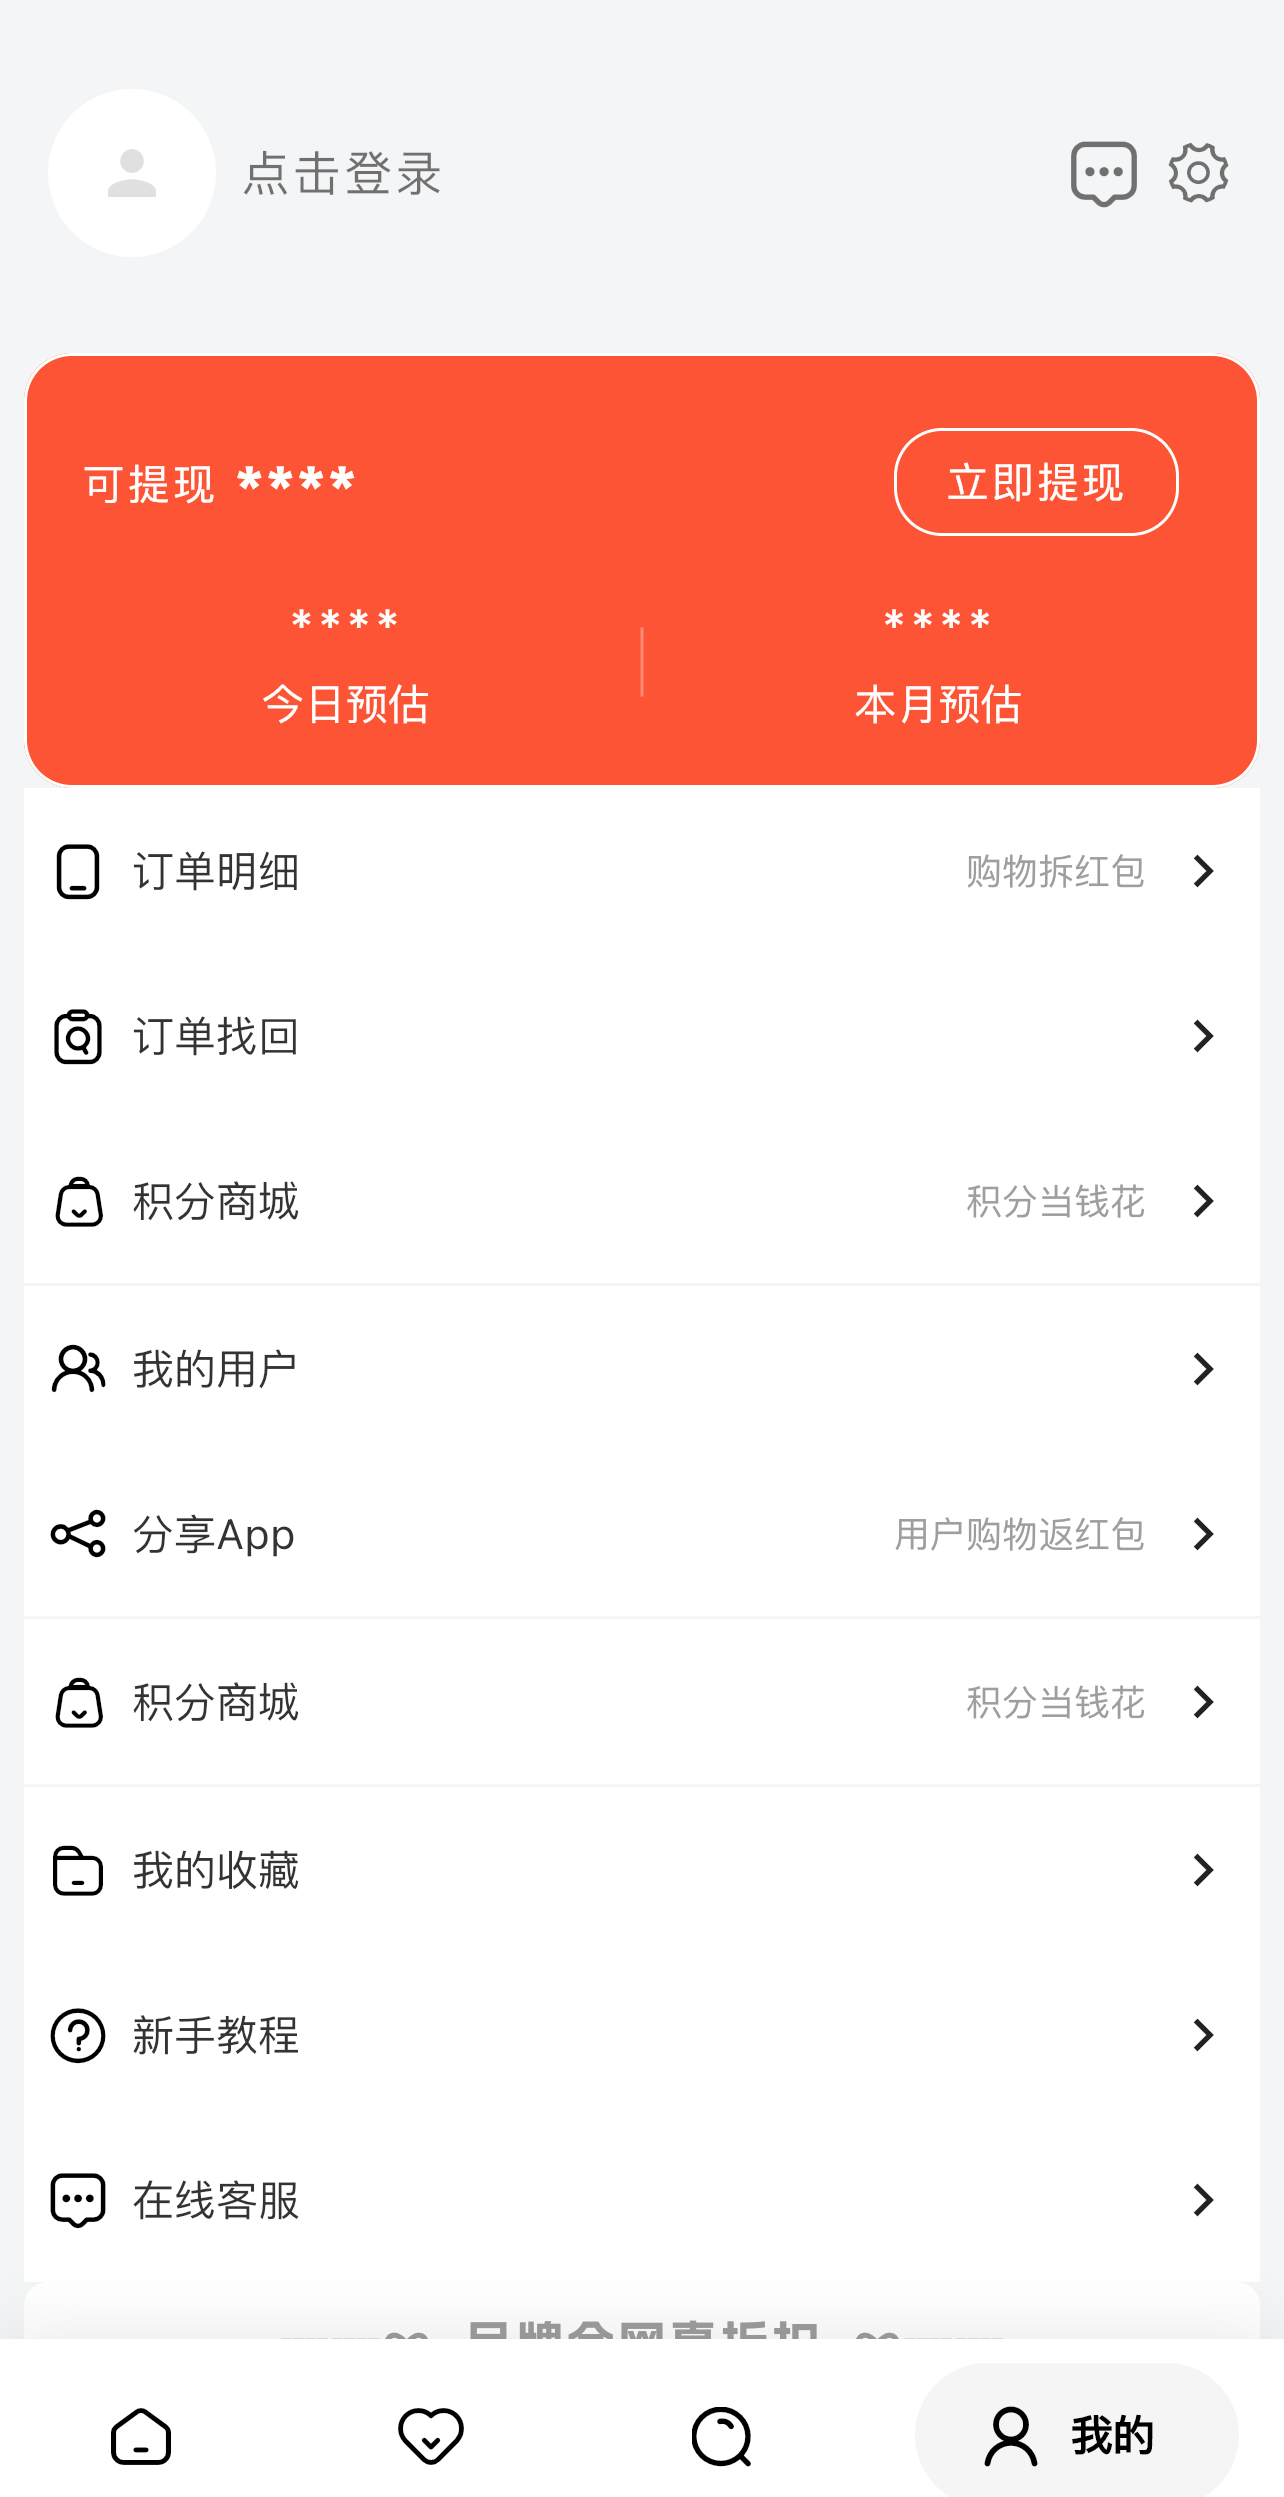 点击登录
可提现 ****
立即提现
****
****
今日预估
本月预估
订单明细
购物拆红包
订单找回
积分商城
积分当钱花
我的用户
分享App
用户购物返红包
积分商城
积分当钱花
我的收藏
新手教程
在线客服
我的